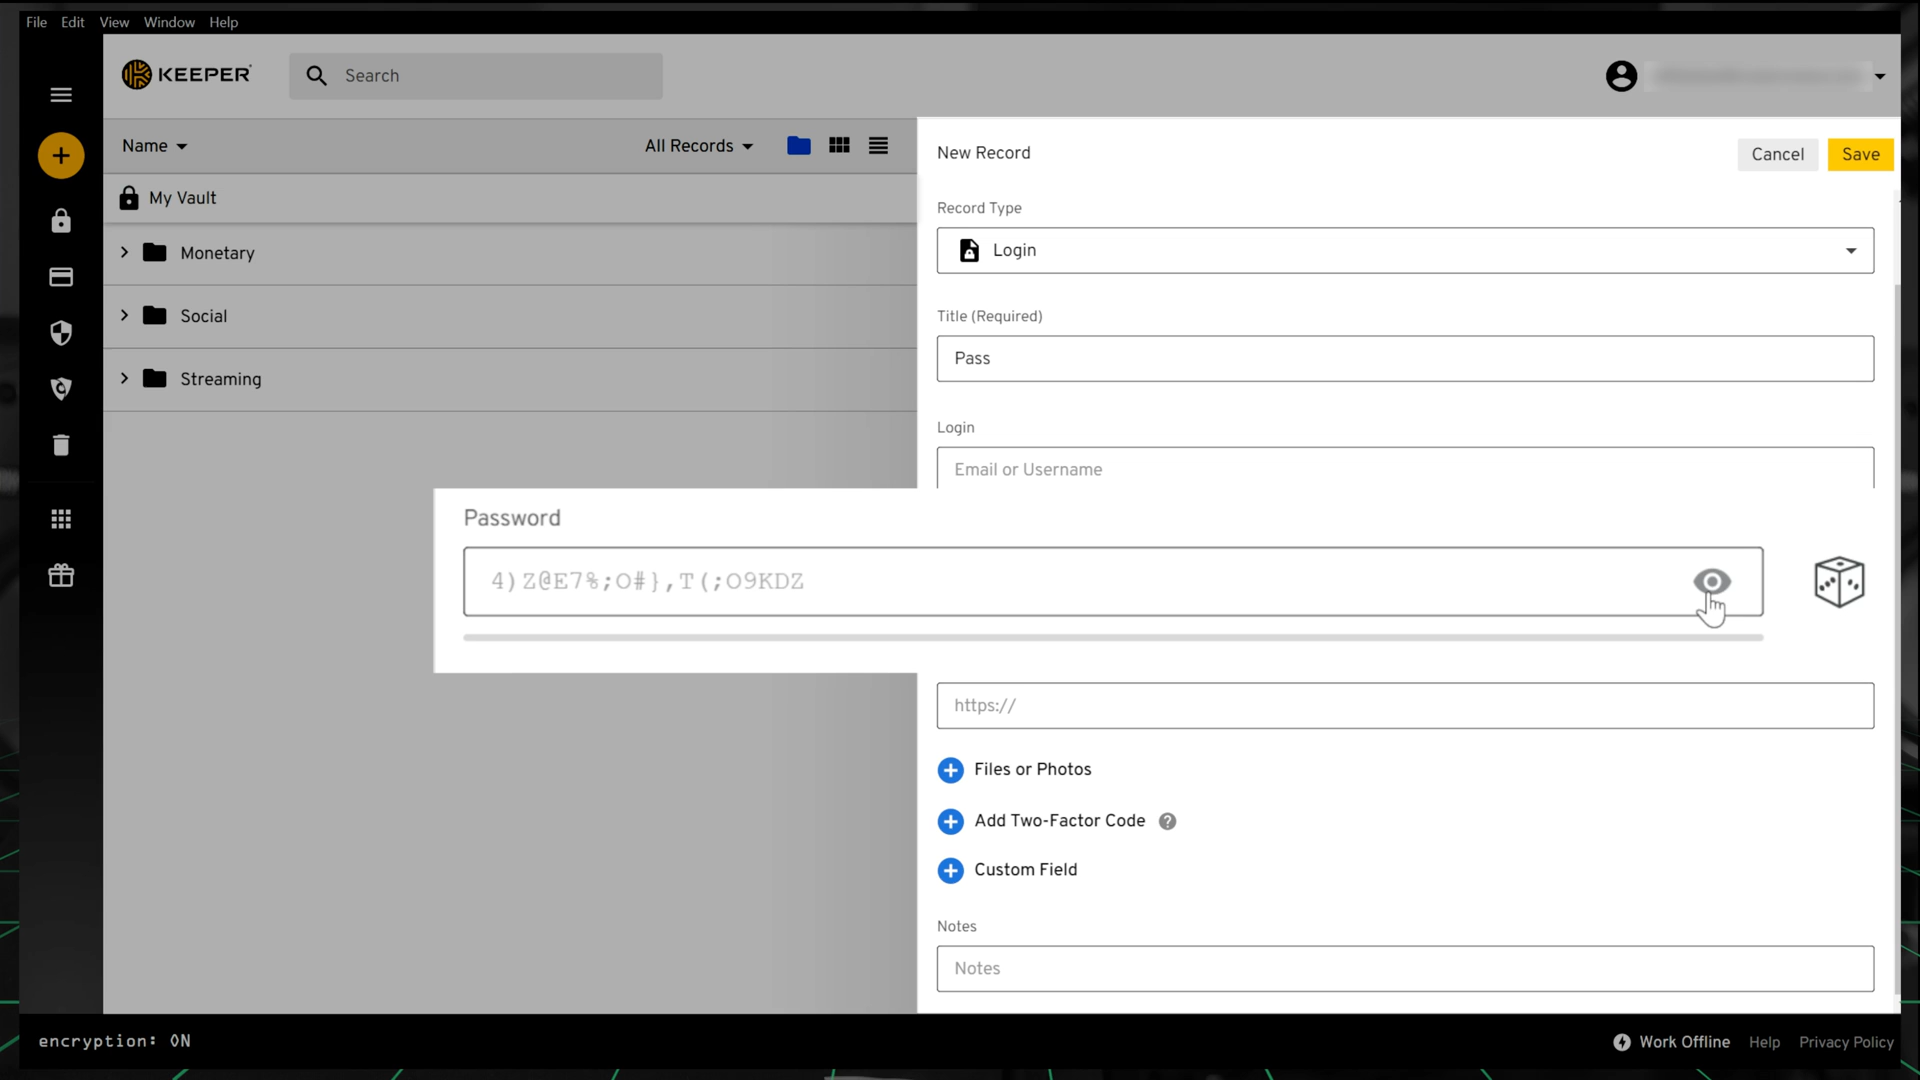 File Edit View Window Help
KEEPER
Search
Name
All Records
My Vault
Monetary
Social
Streaming
New Record
Cancel
Save
Record Type
Login
Title (Required)
Pass
Login
Email or Username
Password
4)Z@E7%;O#},T(;O9KDZ
https://
Files or Photos
Add Two-Factor Code ?
Custom Field
Notes
Notes
encryption: ON
Work Offline Help Privacy Policy